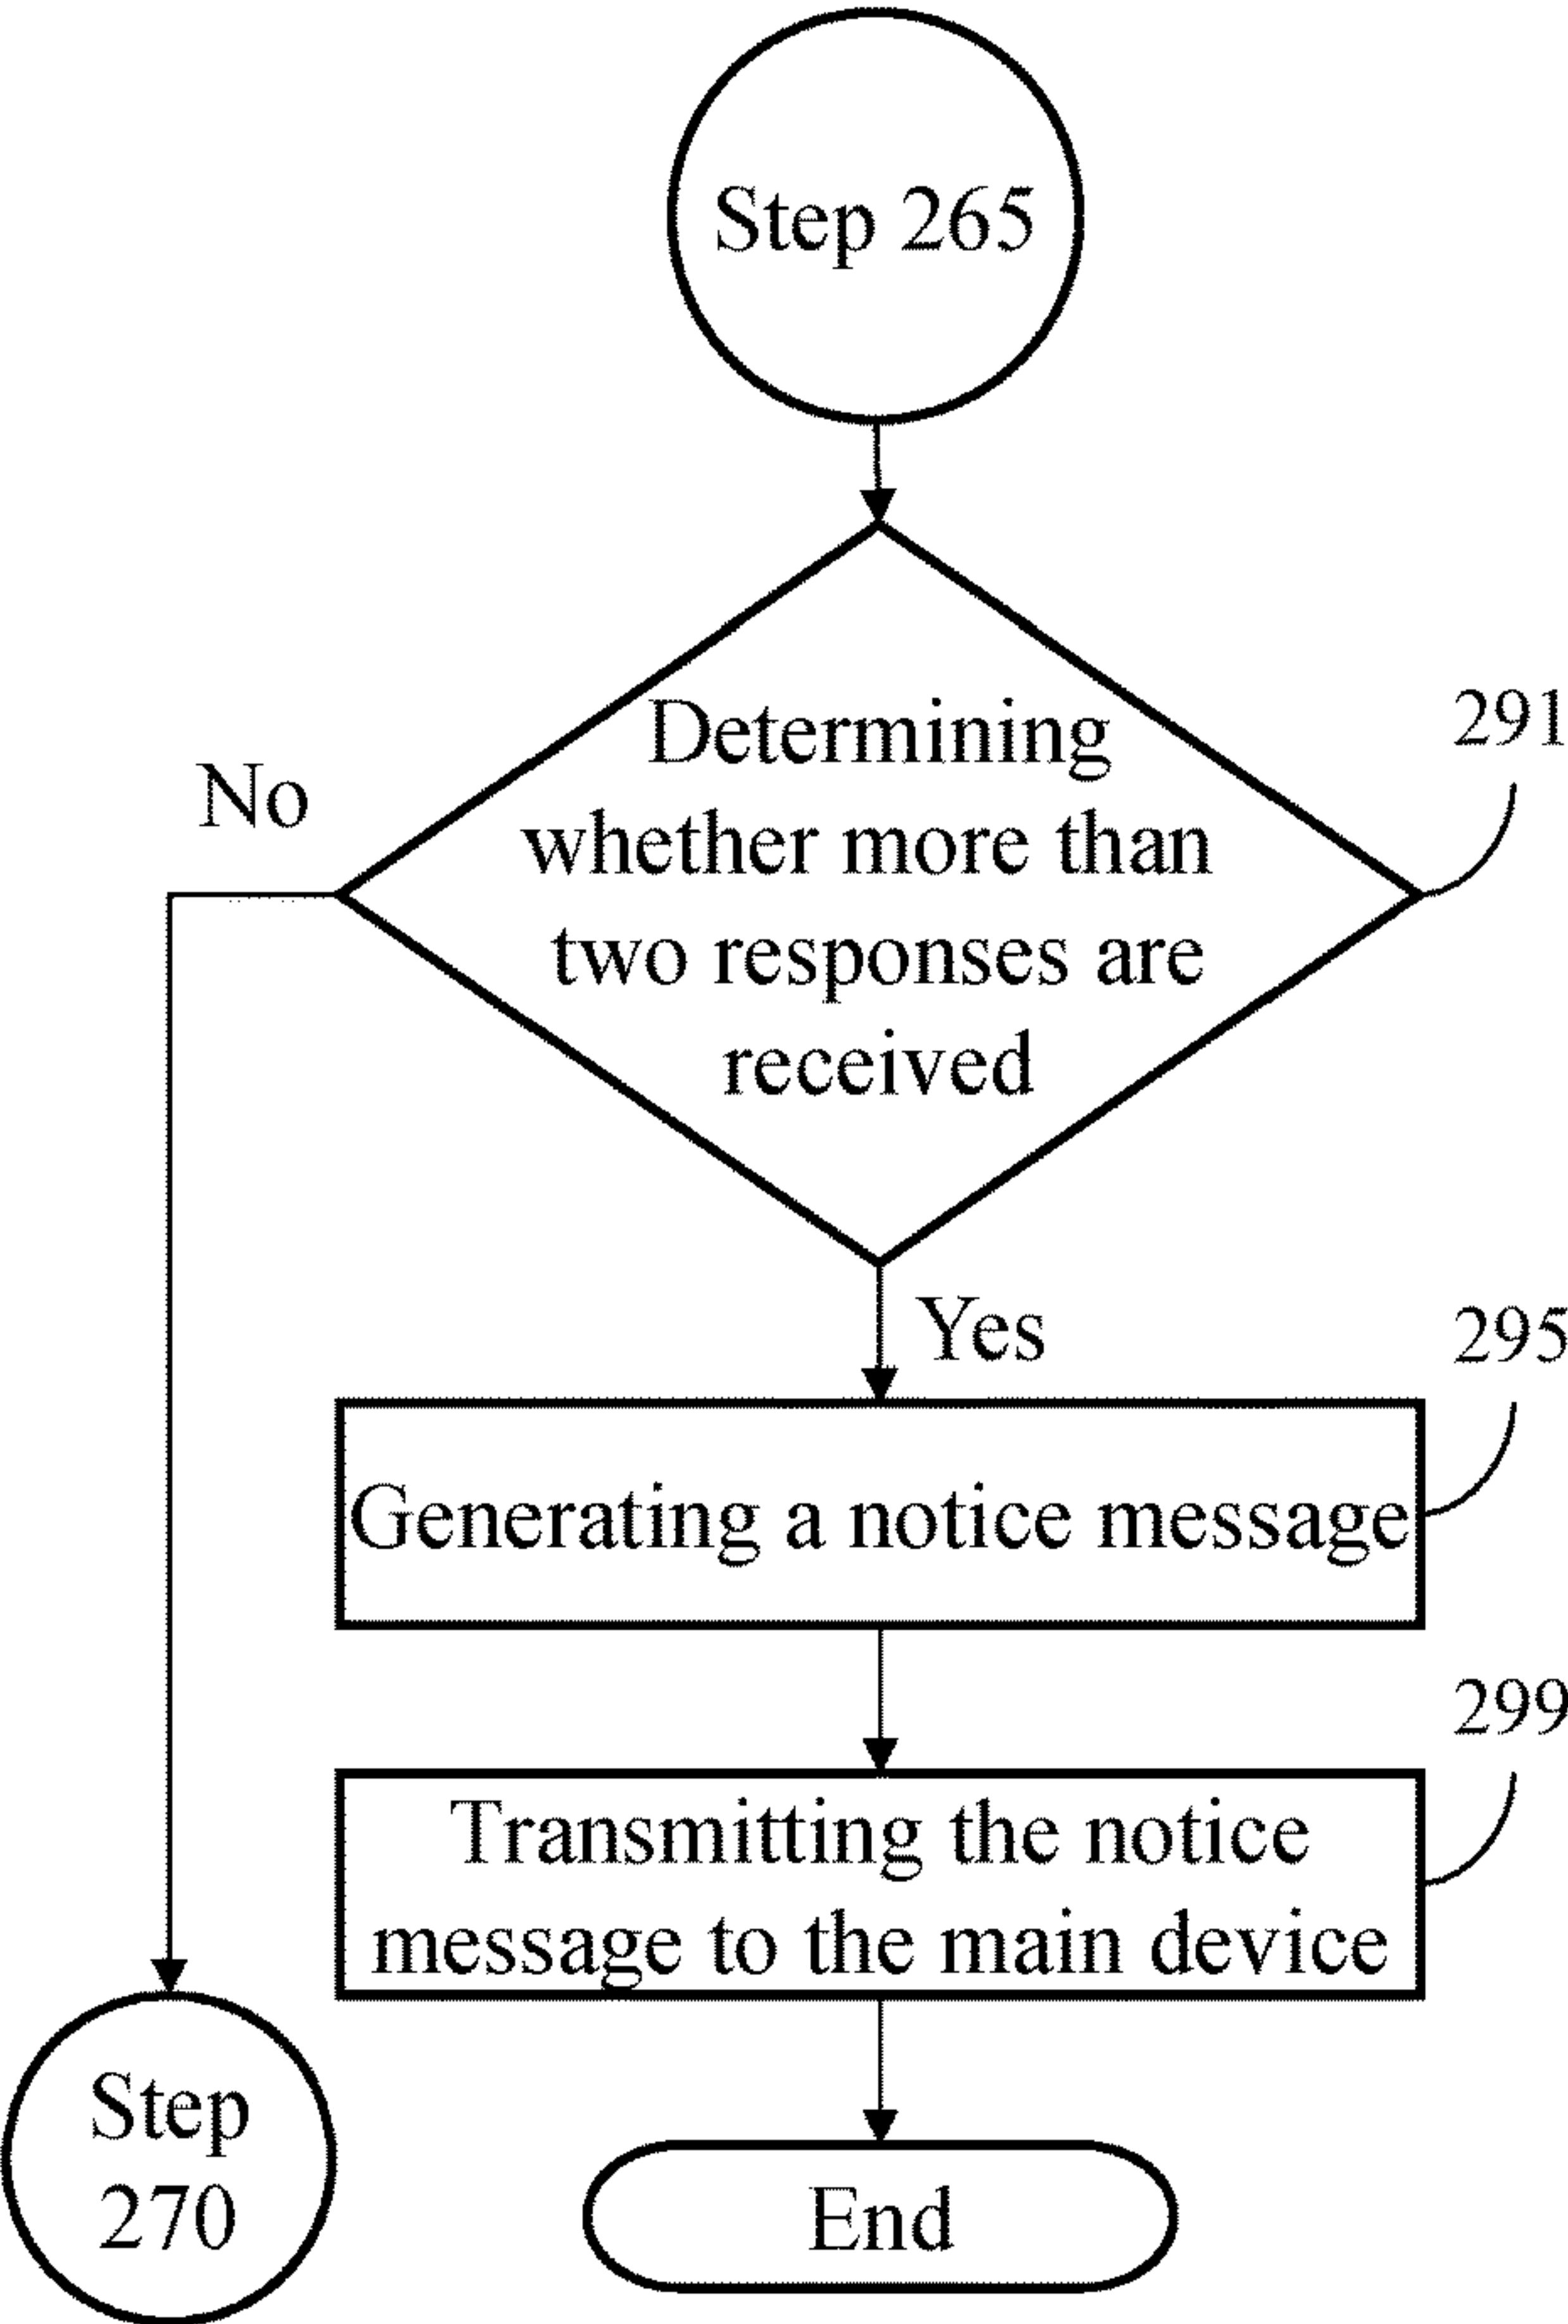 Step 265
Determining
whether more than
two responses are
received
291
No
Yes
295
Generating a notice message
299
Transmitting the notice
message to the main device
Step
270
End